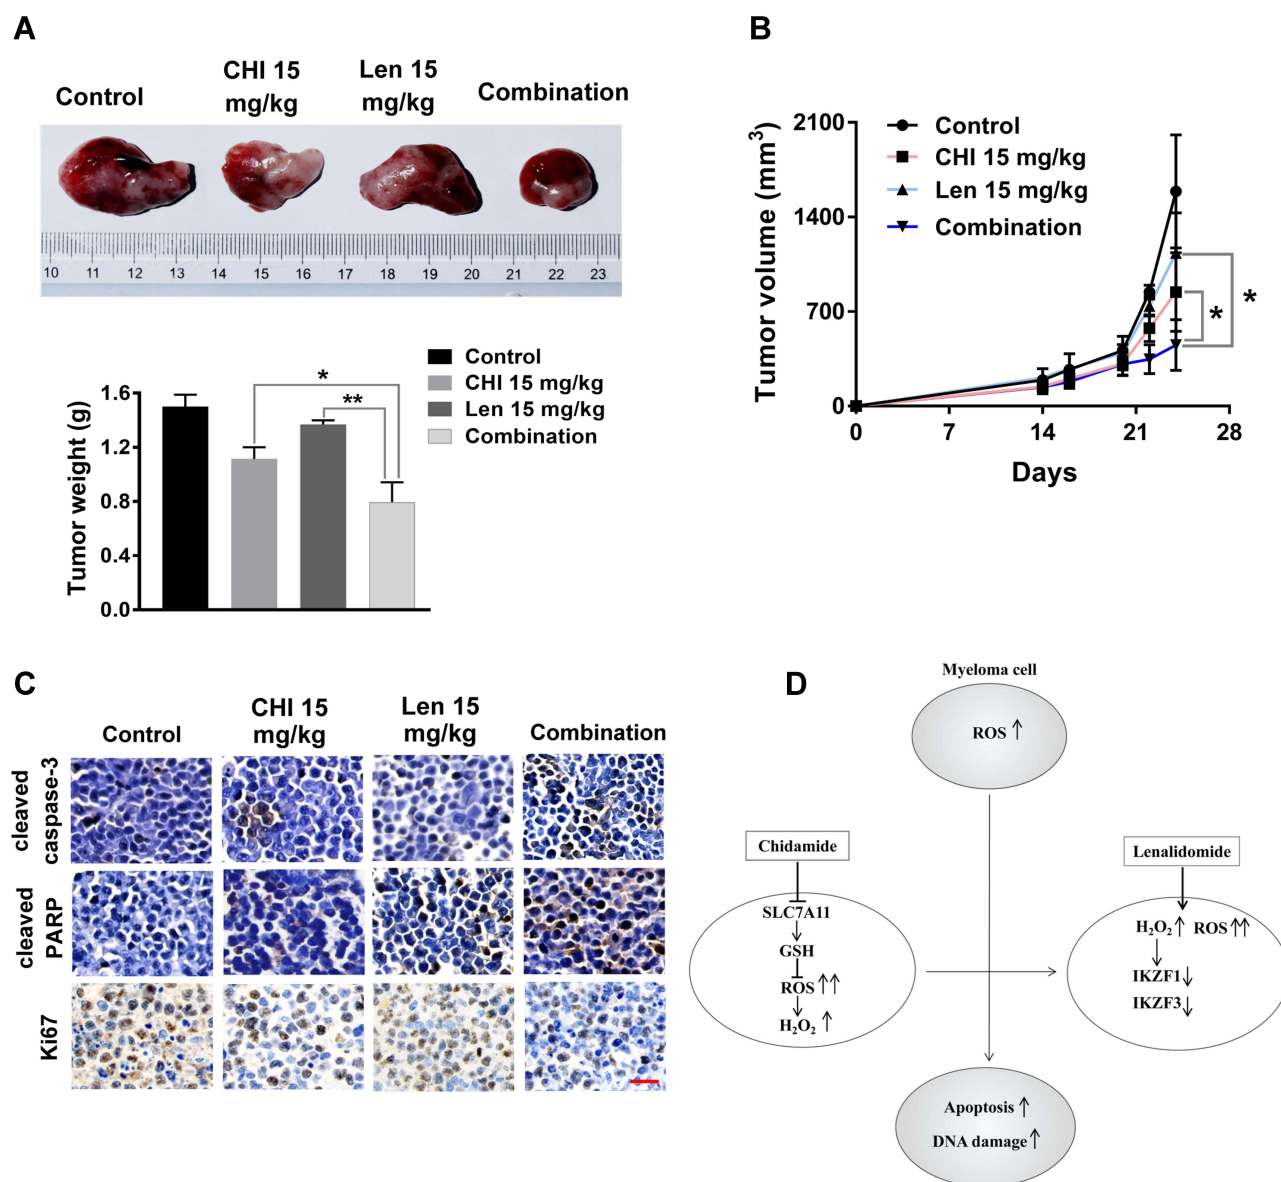 A
Control
CHI 15
mg/kg
Len 15
mg/kg
Combination
10 11 12 13 14 15 16 17 18 19 20 21 22 23
Tumor weight (g)
1.6
1.2
0.8
0.4
0.0
*
**
Control
CHI 15 mg/kg
Len 15 mg/kg
Combination
B
Tumor volume (mm³)
2100
1400
700
0
Control
CHI 15 mg/kg
Len 15 mg/kg
Combination
*
*
0 7 14 21 28
Days
C
Control
CHI 15
mg/kg
Len 15
mg/kg
Combination
cleaved
caspase-3
cleaved
PARP
Ki67
D
Myeloma cell
ROS ↑
Chidamide
SLC7A11
GSH
ROS ↑↑
H₂O₂ ↑
Lenalidomide
H₂O₂↑ ROS↑↑
IKZF1↓
IKZF3↓
Apoptosis↑
DNA damage↑